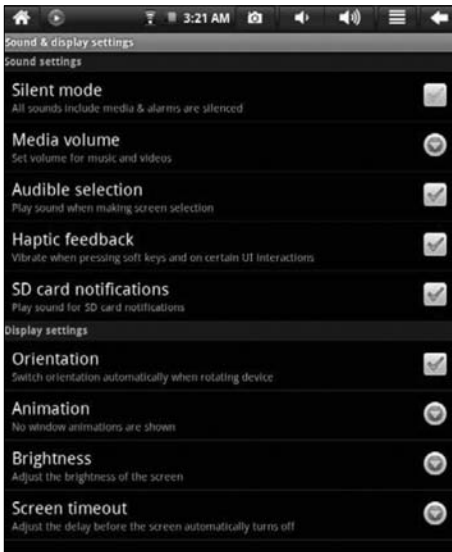 3:21 AM
Sound & display settings
Sound settings
Silent mode
All sounds include media & alarms are silenced
Media volume
Set volume for music and videos
Audible selection
Play sound when making screen selection
Haptic feedback
Vibrate when pressing soft keys and on certain UI interactions
SD card notifications
Play sound for SD card notifications
Display settings
Orientation
Switch orientation automatically when rotating device
Animation
No window animations are shown
Brightness
Adjust the brightness of the screen
Screen timeout
Adjust the delay before the screen automatically turns off